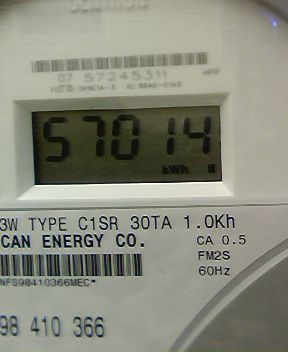 07 57245311
57014
kWh
3W TYPE C1SR 30TA 1.0Kh
CAN ENERGY CO.
CA 0.5
FM2S
60Hz
NFS98410366MEC*
98 410 366